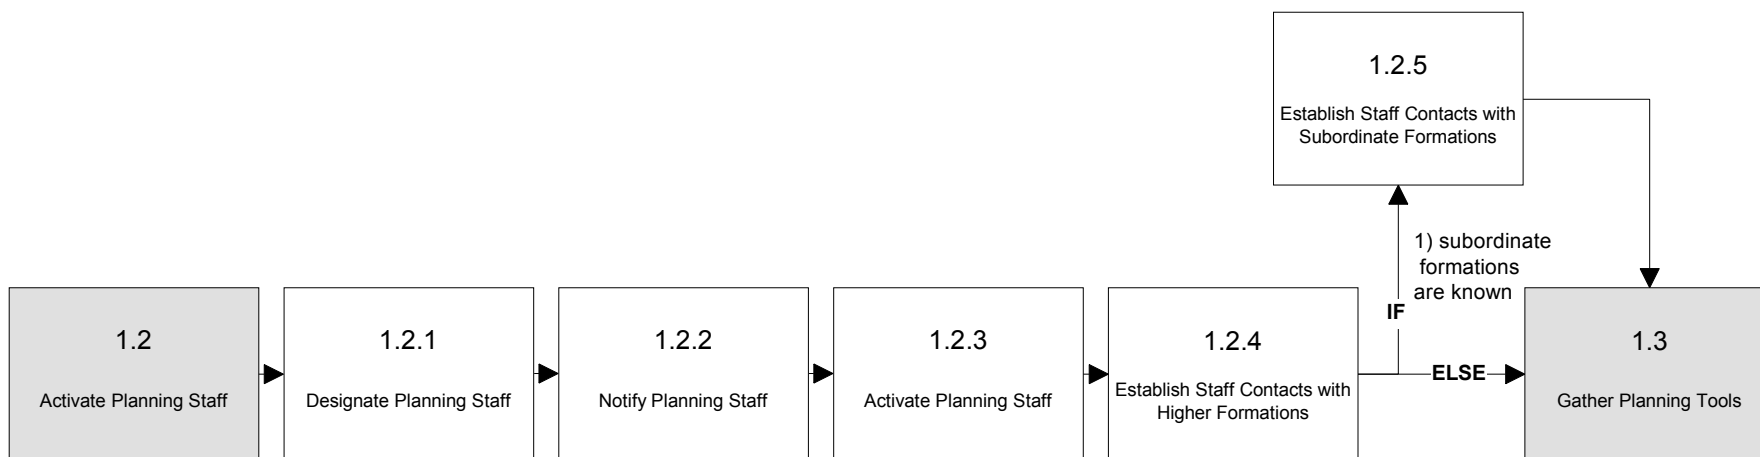 1.2.5
Establish Staff Contacts with
Subordinate Formations
1) subordinate
formations
are known
IF
ELSE
1.2
Activate Planning Staff
1.2.1
Designate Planning Staff
1.2.2
Notify Planning Staff
1.2.3
Activate Planning Staff
1.2.4
Establish Staff Contacts with
Higher Formations
1.3
Gather Planning Tools